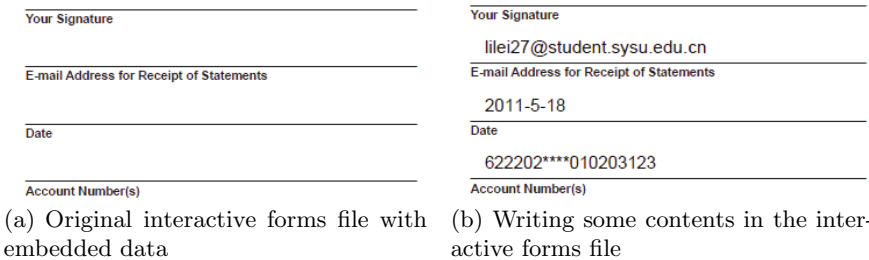 Your Signature
E-mail Address for Receipt of Statements
Date
Account Number(s)
(a) Original interactive forms file with
embedded data
Your Signature
lilei27@student.sysu.edu.cn
E-mail Address for Receipt of Statements
2011-5-18
Date
622202****010203123
Account Number(s)
(b) Writing some contents in the inter-
active forms file